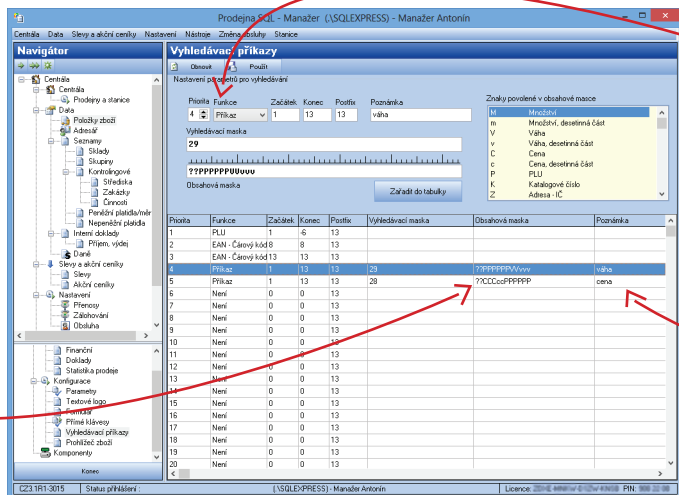 Prodejna SQL - Manažer (.\SQLEXPRESS) - Manažer Antonín
Centrála Data Slevy a akční ceníky Nastavení Nástroje Změna obsluhy Stanice
Navigátor
Centrála
Centrála
Prodejny a stanice
Data
Položky zboží
Adresář
Seznamy
Sklady
Skupiny
Kontrolingové
Střediska
Zakázky
Činnosti
Peněžní platidla/měr
Nepeněžní platidla
Interní doklady
Příjem, výdej
Daně
Slevy a akční ceníky
Slevy
Akční ceníky
Nastavení
Přenosy
Zálohování
Obsluha
Finanční
Doklady
Statistika prodeje
Konfigurace
Parametry
Textové logo
Formulář
Přímé klávesy
Vyhledávací příkazy
Prohlížeč zboží
Komponenty
Konec
Vyhledávací příkazy
Obnovit Použít
Nastavení parametrů pro vyhledávání
Priorita Funkce Začátek Konec Postfix Poznámka
4 Příkaz 1 13 13 váha
Vyhledávací maska
29
??PPPPPPVVvvv
Obsahová maska
Zařadit do tabulky
Znaky povolené v obsahové masce
M Množství
m Množství, desetinná část
V Váha
v Váha, desetinná část
C Cena
c Cena, desetinná část
P PLU
K Katalogové číslo
Z Adresa - IČ
Priorita Funkce Začátek Konec Postfix Vyhledávací maska Obsahová maska Poznámka
1 PLU 1 -6 13
2 EAN - Čárový kód 8 8 13
3 EAN - Čárový kód 13 13 13
4 Příkaz 1 13 13 29 ??PPPPPPVVvvv váha
5 Příkaz 1 13 13 28 ??CCCccPPPPPP cena
6 Není 0 0 13
7 Není 0 0 13
8 Není 0 0 13
9 Není 0 0 13
10 Není 0 0 13
11 Není 0 0 13
12 Není 0 0 13
13 Není 0 0 13
14 Není 0 0 13
15 Není 0 0 13
16 Není 0 0 13
17 Není 0 0 13
18 Není 0 0 13
19 Není 0 0 13
20 Není 0 0 13
CZ3.1R1-3015 Status přihlášení : (.\SQLEXPRESS) - Manažer Antonín Licence: PIN: